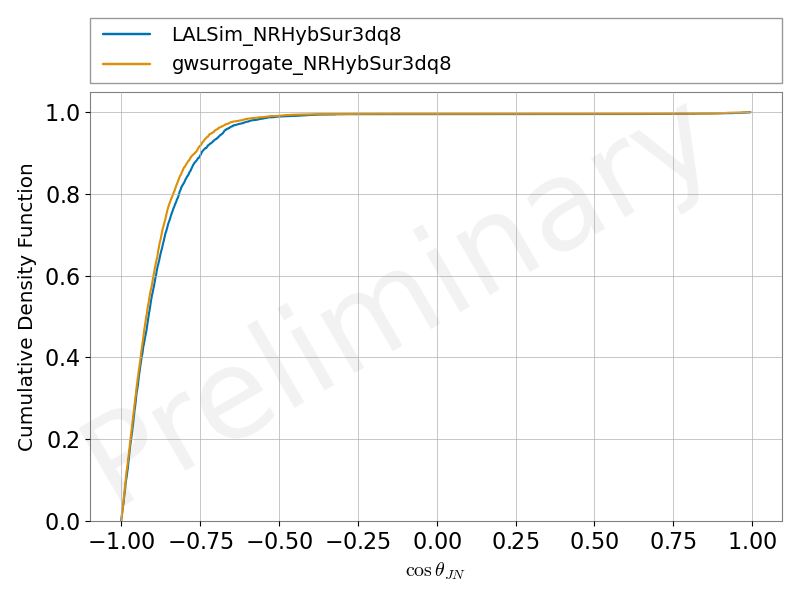 LALSim_NRHybSur3dq8
gwsurrogate_NRHybSur3dq8
1.0
0.8
0.6
0.4
0.2
0.0
Cumulative Density Function
Preliminary
−1.00 −0.75 −0.50 −0.25 0.00 0.25 0.50 0.75 1.00
cos θJN